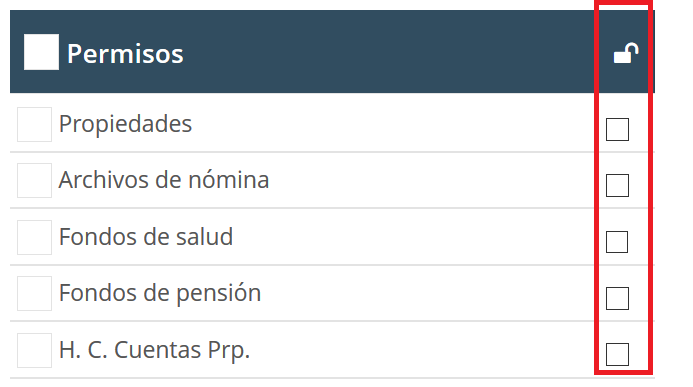 Permisos
Propiedades
Archivos de nómina
Fondos de salud
Fondos de pensión
H. C. Cuentas Prp.